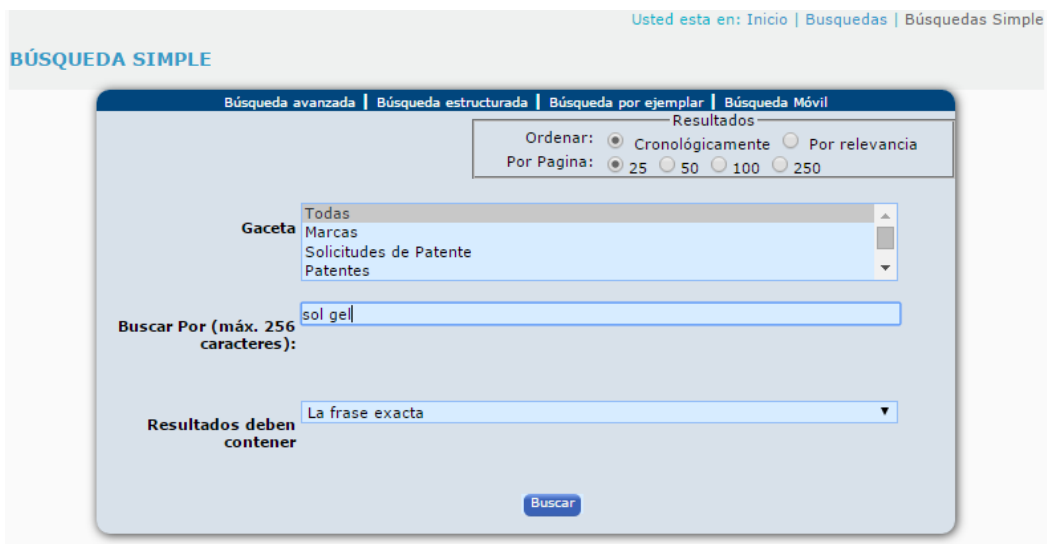 Usted esta en: Inicio | Busquedas | Búsquedas Simple
BÚSQUEDA SIMPLE
Búsqueda avanzada | Búsqueda estructurada | Búsqueda por ejemplar | Búsqueda Móvil
Resultados
Ordenar: Cronológicamente Por relevancia
Por Pagina: 25 50 100 250
Gaceta
Todas
Marcas
Solicitudes de Patente
Patentes
Buscar Por (máx. 256
caracteres):
sol gel
Resultados deben
contener
La frase exacta
Buscar